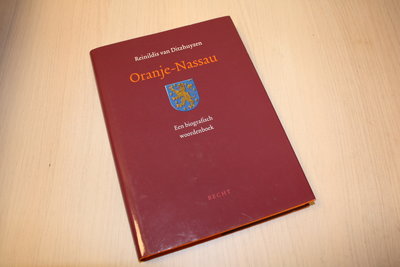 Reinildis van Ditzhuyzen
Oranje-Nassau
Een biografisch
woordenboek
BECHT